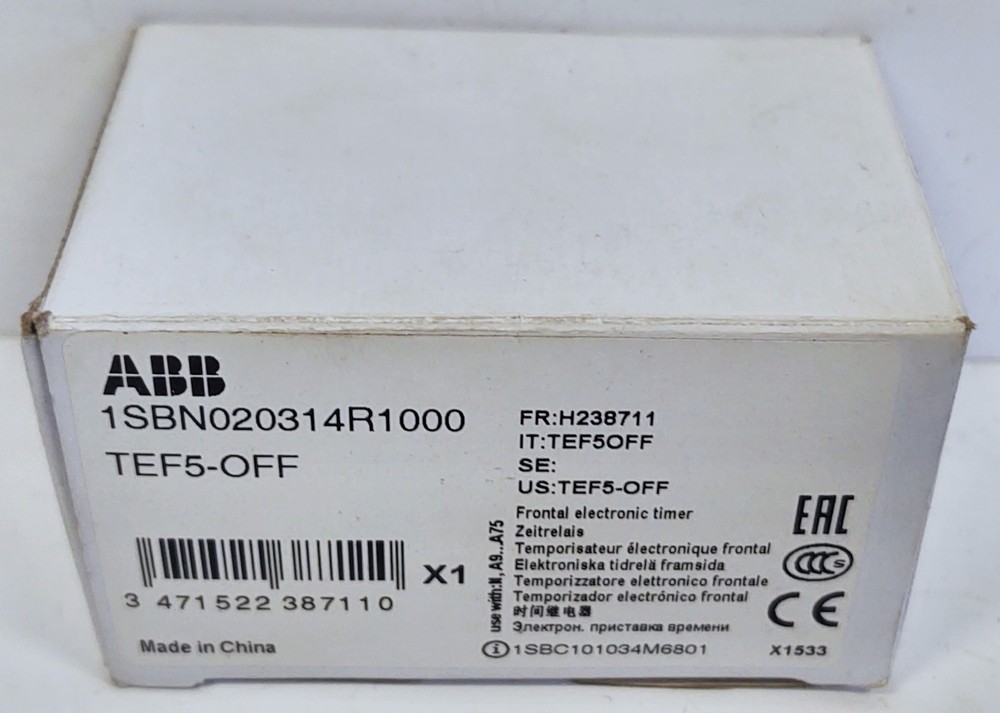 ABB
1SBN020314R1000
TEF5-OFF
3 471522 387110
X1
Made in China
FR:H238711
IT:TEF5OFF
SE:
US:TEF5-OFF
use with:N, A9...A75
Frontal electronic timer
Zeitrelais
Temporisateur électronique frontal
Elektroniska tidrelä framsida
Temporizzatore elettronico frontale
Temporizador electrónico frontal
时间继电器
Электрон. приставка времени
i 1SBC101034M6801
EAC
CCC S
CE
X1533